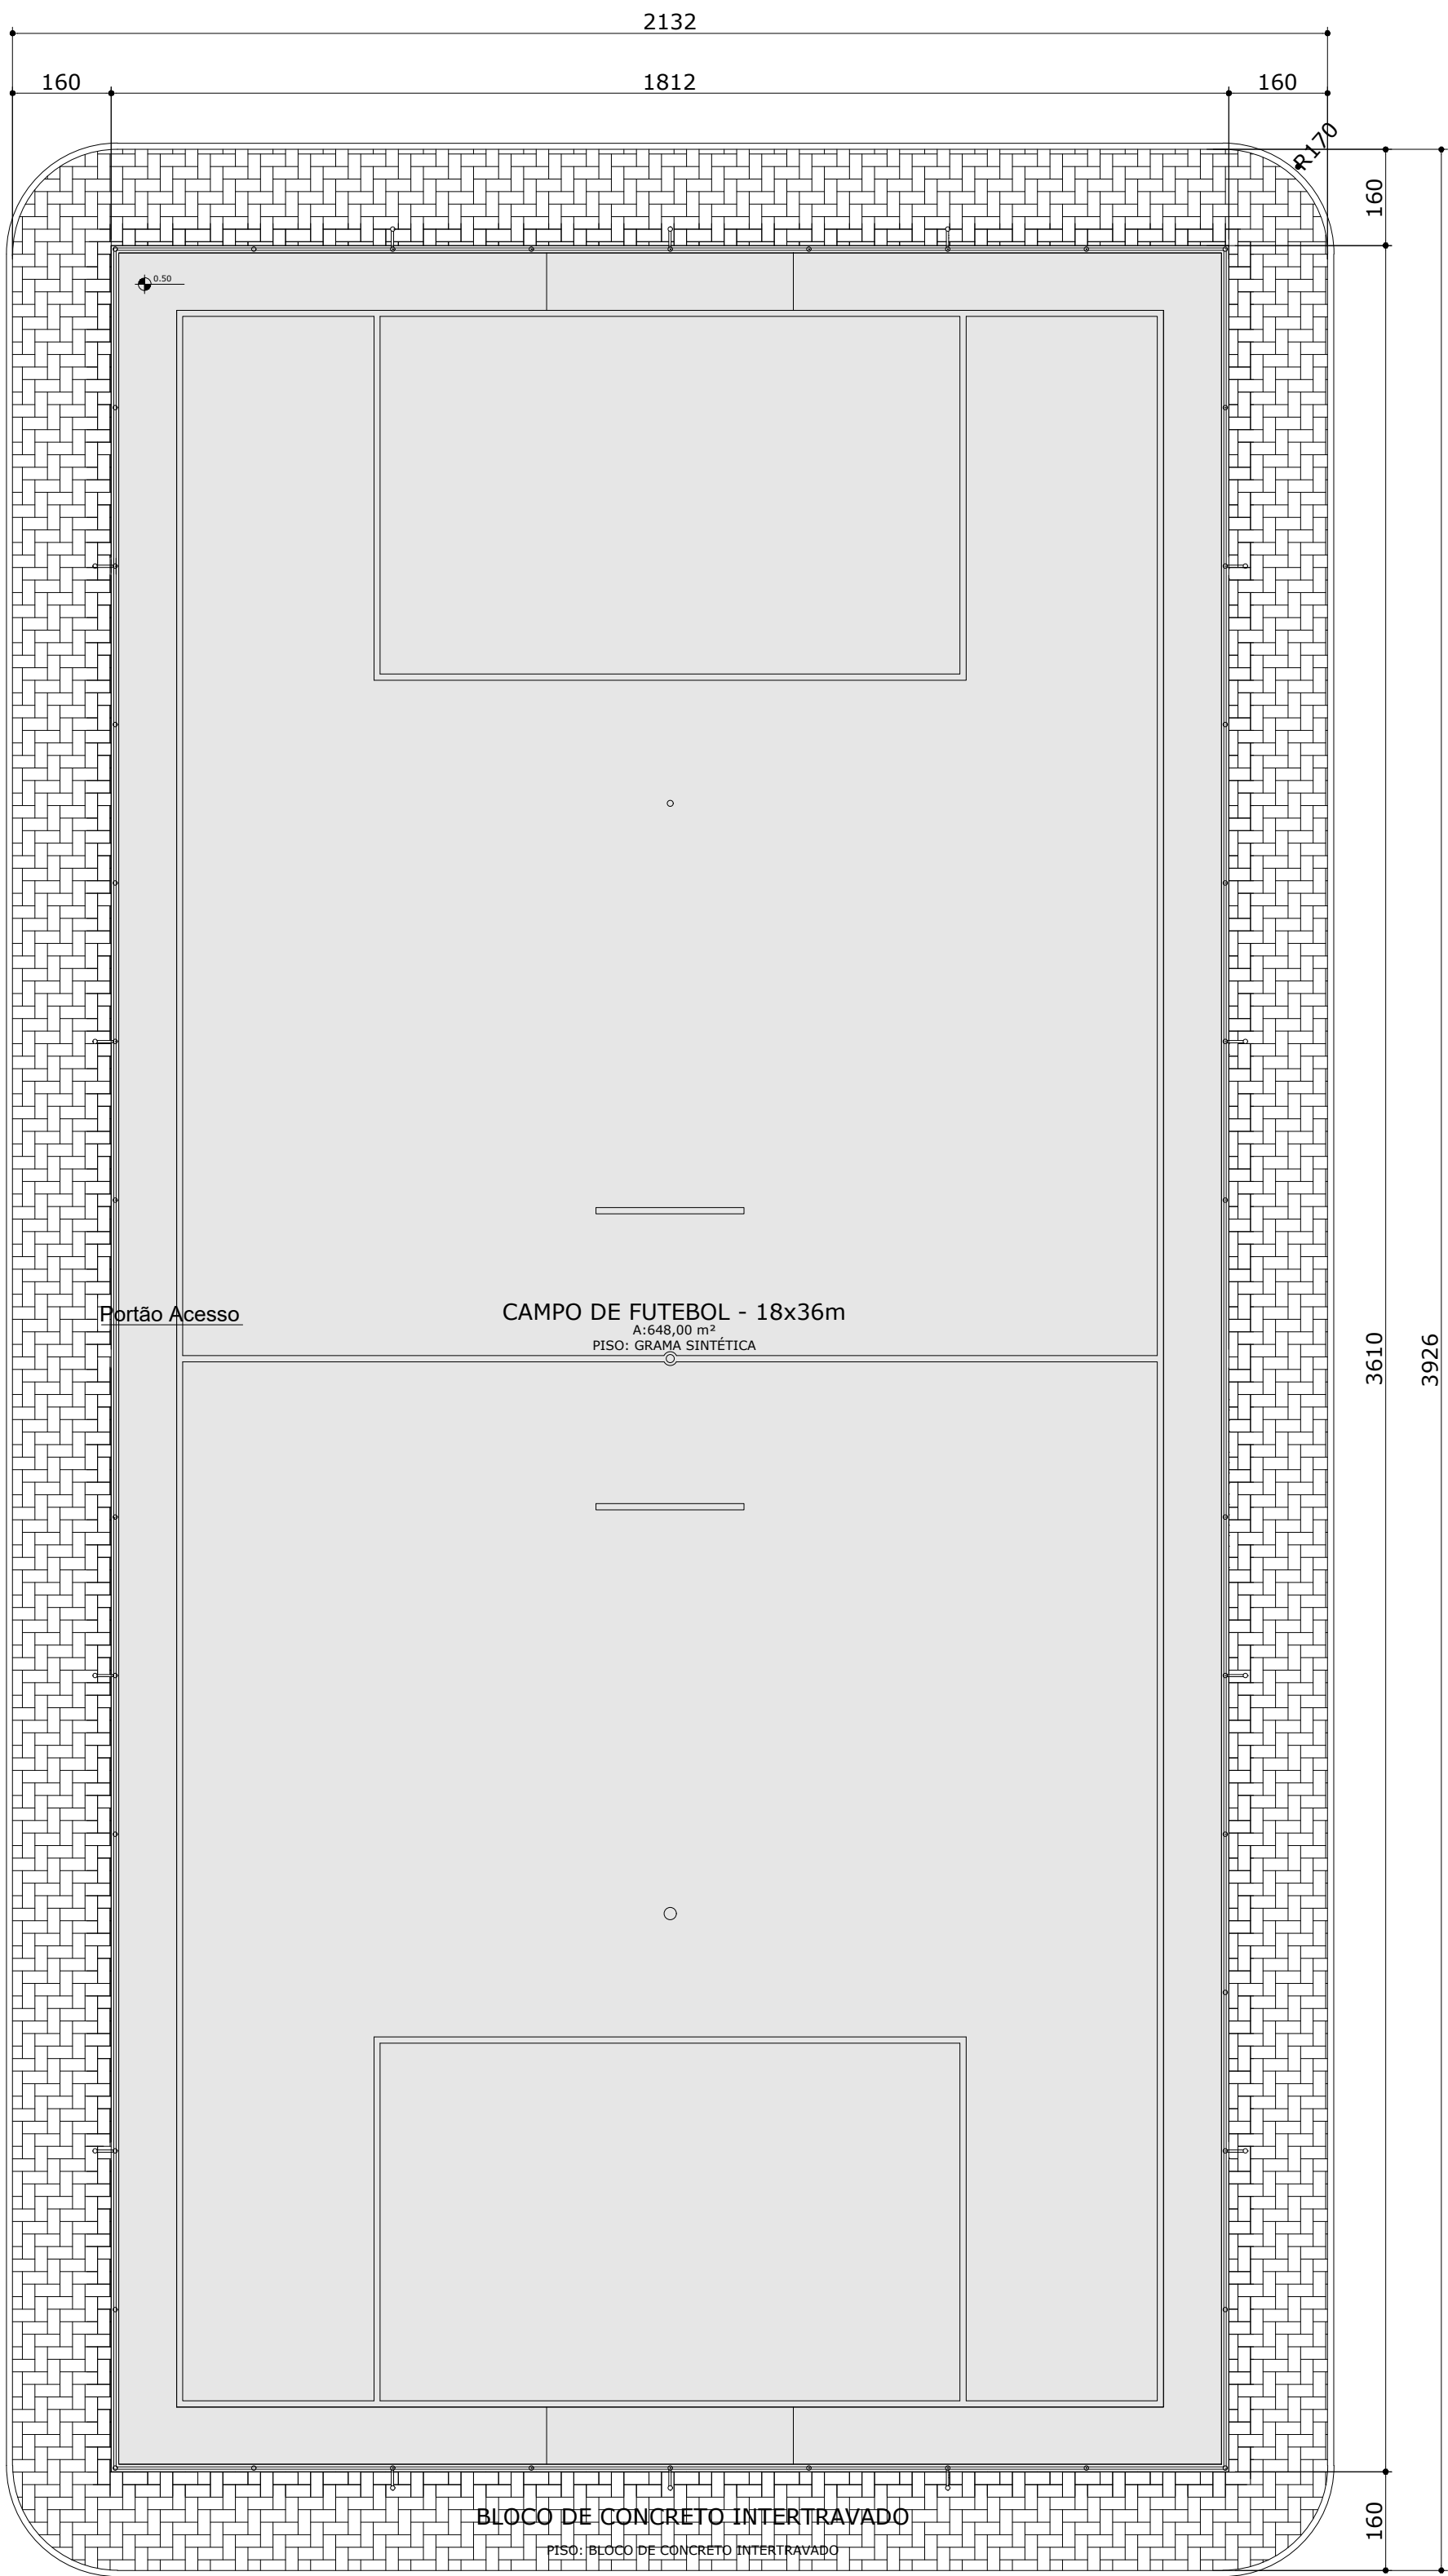 2132
160
1812
160
R170
160
0.50
Portão Acesso
CAMPO DE FUTEBOL - 18x36m
A:648,00 m²
PISO: GRAMA SINTÉTICA
3610
3926
BLOCO DE CONCRETO INTERTRAVADO
PISO: BLOCO DE CONCRETO INTERTRAVADO
160